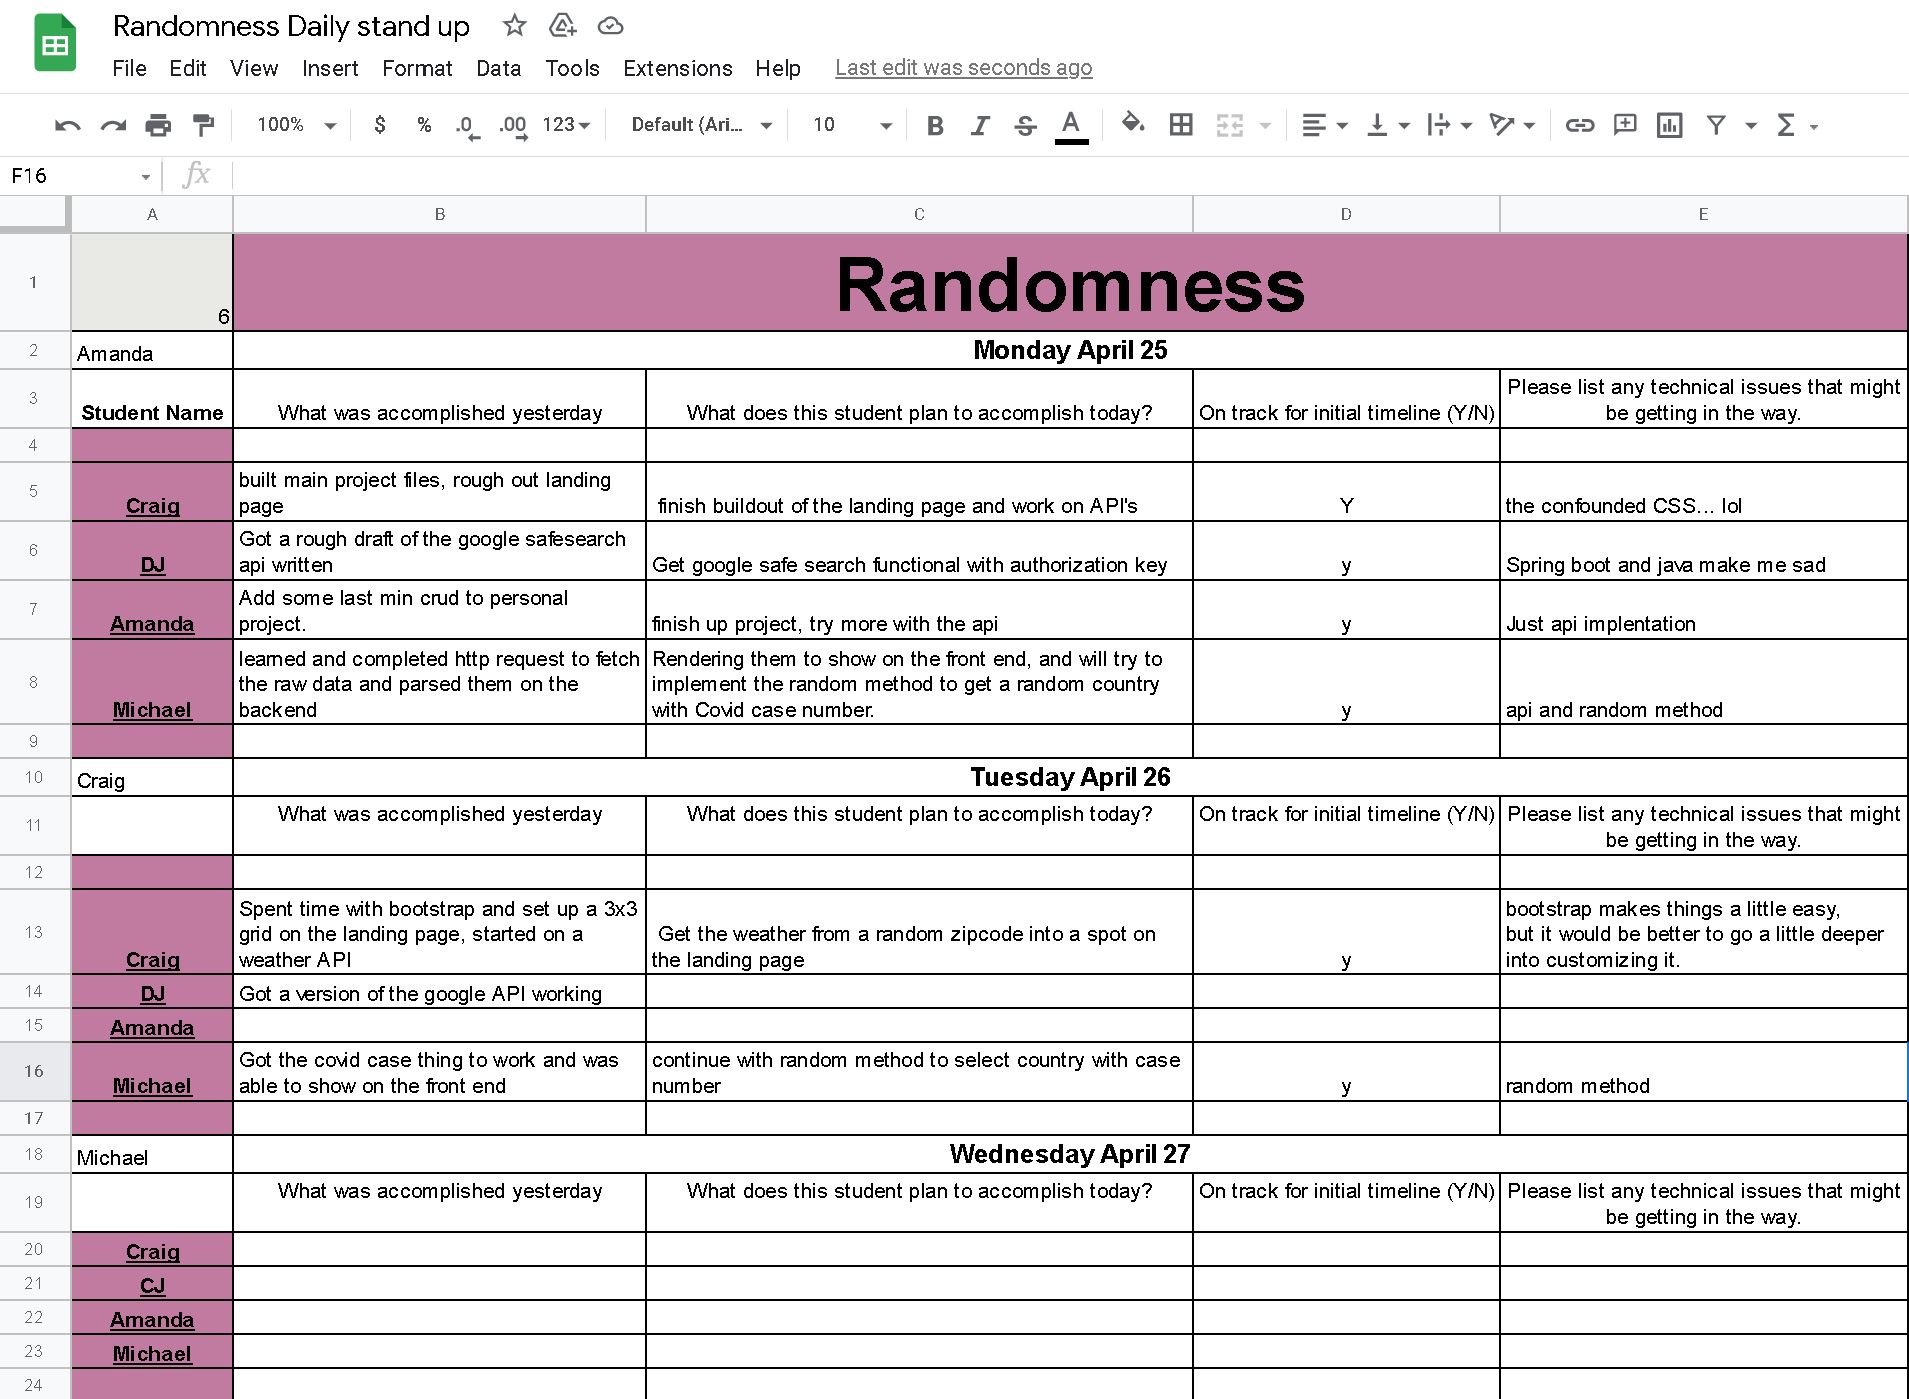 Randomness Daily stand up
File Edit View Insert Format Data Tools Extensions Help Last edit was seconds ago
100% $ % .0 .00 123 Default (Ari... 10 B I S A
F16 fx
A B C D E
1 6 Randomness
2 Amanda Monday April 25
3 Student Name What was accomplished yesterday What does this student plan to accomplish today? On track for initial timeline (Y/N) Please list any technical issues that might
be getting in the way.
4
5 Craig built main project files, rough out landing
page finish buildout of the landing page and work on API's Y the confounded CSS... lol
6 DJ Got a rough draft of the google safesearch
api written Get google safe search functional with authorization key y Spring boot and java make me sad
7 Amanda Add some last min crud to personal
project. finish up project, try more with the api y Just api implentation
8 Michael learned and completed http request to fetch
the raw data and parsed them on the
backend
Rendering them to show on the front end, and will try to
implement the random method to get a random country
with Covid case number. y api and random method
9
10 Craig Tuesday April 26
11 What was accomplished yesterday What does this student plan to accomplish today? On track for initial timeline (Y/N) Please list any technical issues that might
be getting in the way.
12
13 Craig Spent time with bootstrap and set up a 3x3
grid on the landing page, started on a
weather API
Get the weather from a random zipcode into a spot on
the landing page y
bootstrap makes things a little easy,
but it would be better to go a little deeper
into customizing it.
14 DJ Got a version of the google API working
15 Amanda
16 Michael Got the covid case thing to work and was
able to show on the front end
continue with random method to select country with case
number y random method
17
18 Michael Wednesday April 27
19 What was accomplished yesterday What does this student plan to accomplish today? On track for initial timeline (Y/N) Please list any technical issues that might
be getting in the way.
20 Craig
21 CJ
22 Amanda
23 Michael
24